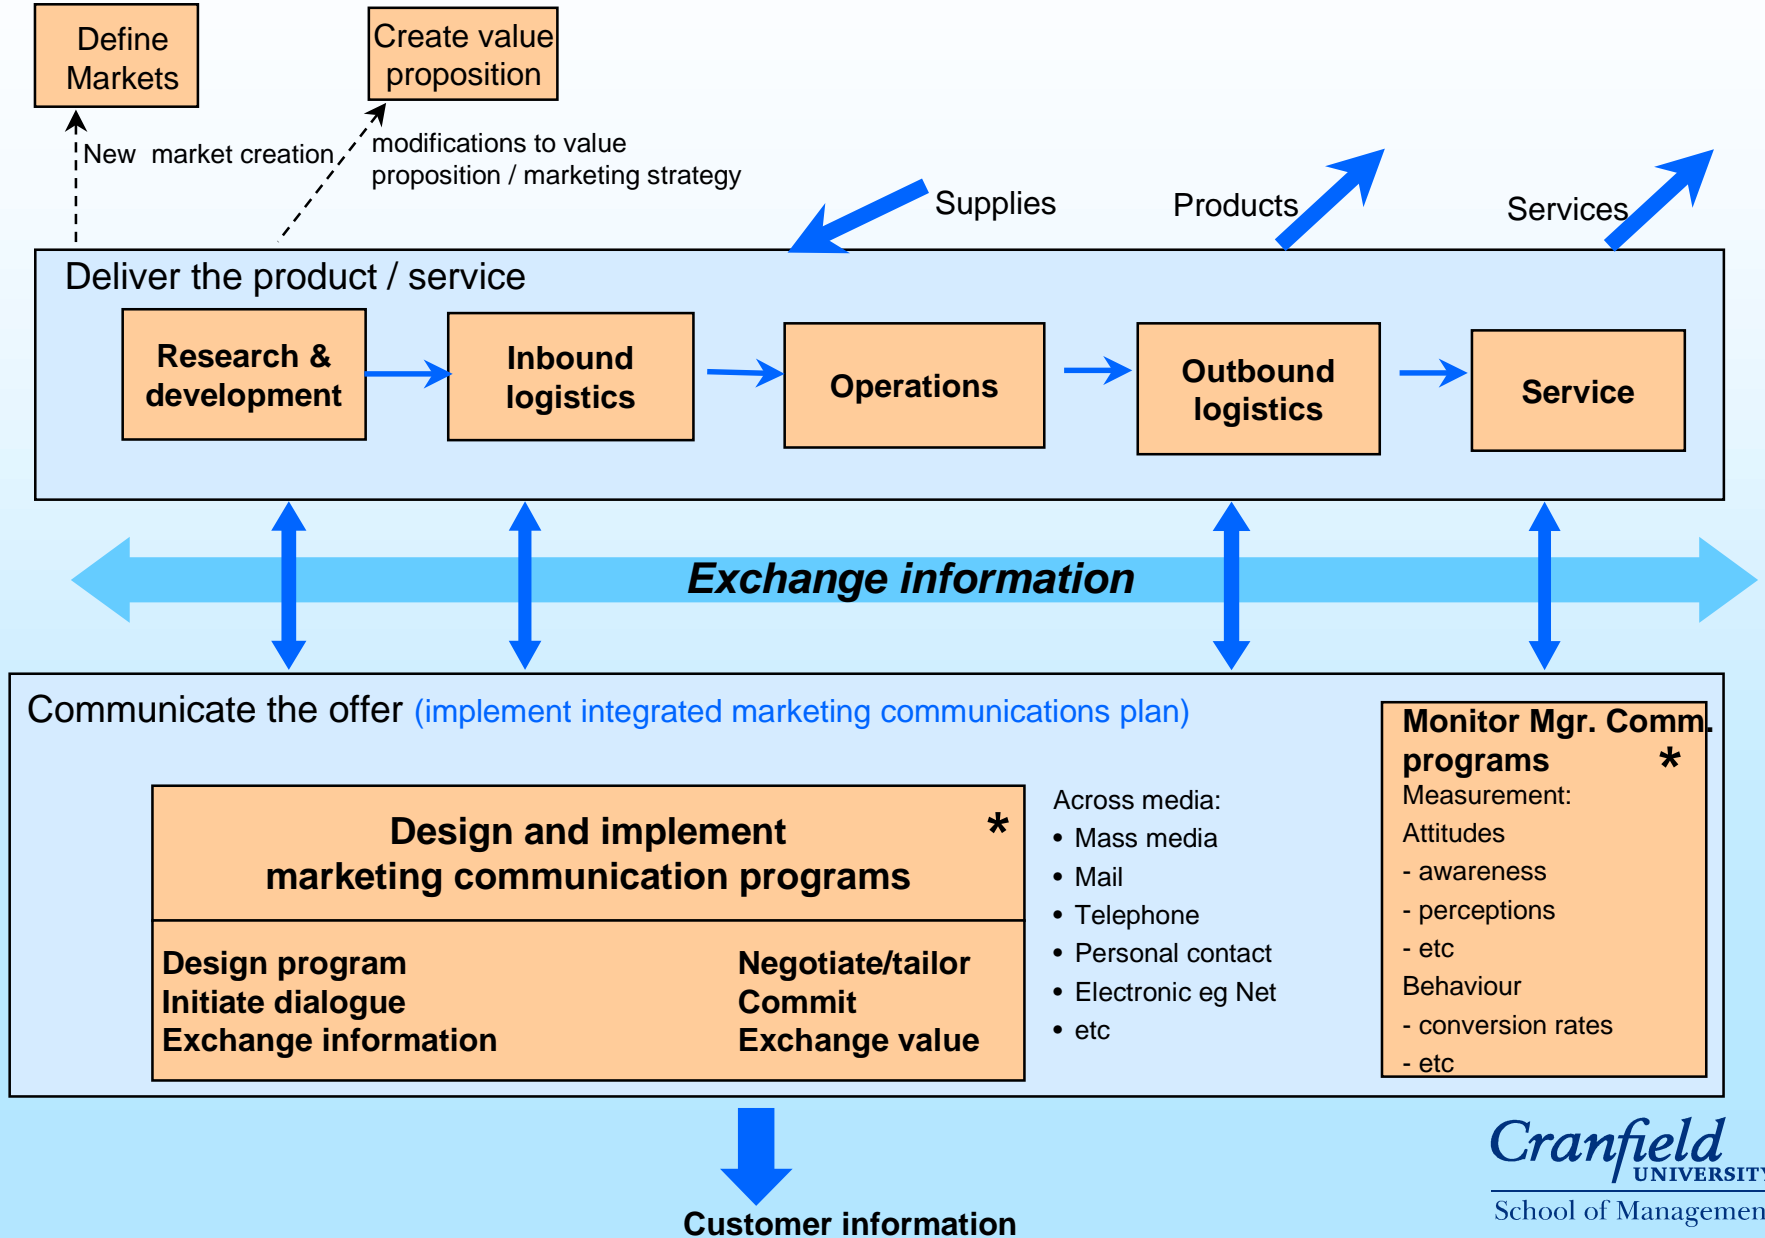 Define
Markets
Create value
proposition
New market creation
modifications to value
proposition / marketing strategy
Supplies
Products
Services
Deliver the product / service
Research &
development
Inbound
logistics
Operations
Outbound
logistics
Service
Exchange information
Communicate the offer (implement integrated marketing communications plan)
Design and implement *
marketing communication programs
Design program
Initiate dialogue
Exchange information
Negotiate/tailor
Commit
Exchange value
Across media:
• Mass media
• Mail
• Telephone
• Personal contact
• Electronic eg Net
• etc
Monitor Mgr. Comm.
programs *
Measurement:
Attitudes
- awareness
- perceptions
- etc
Behaviour
- conversion rates
- etc
Customer information
Cranfield
UNIVERSITY
School of Managemen